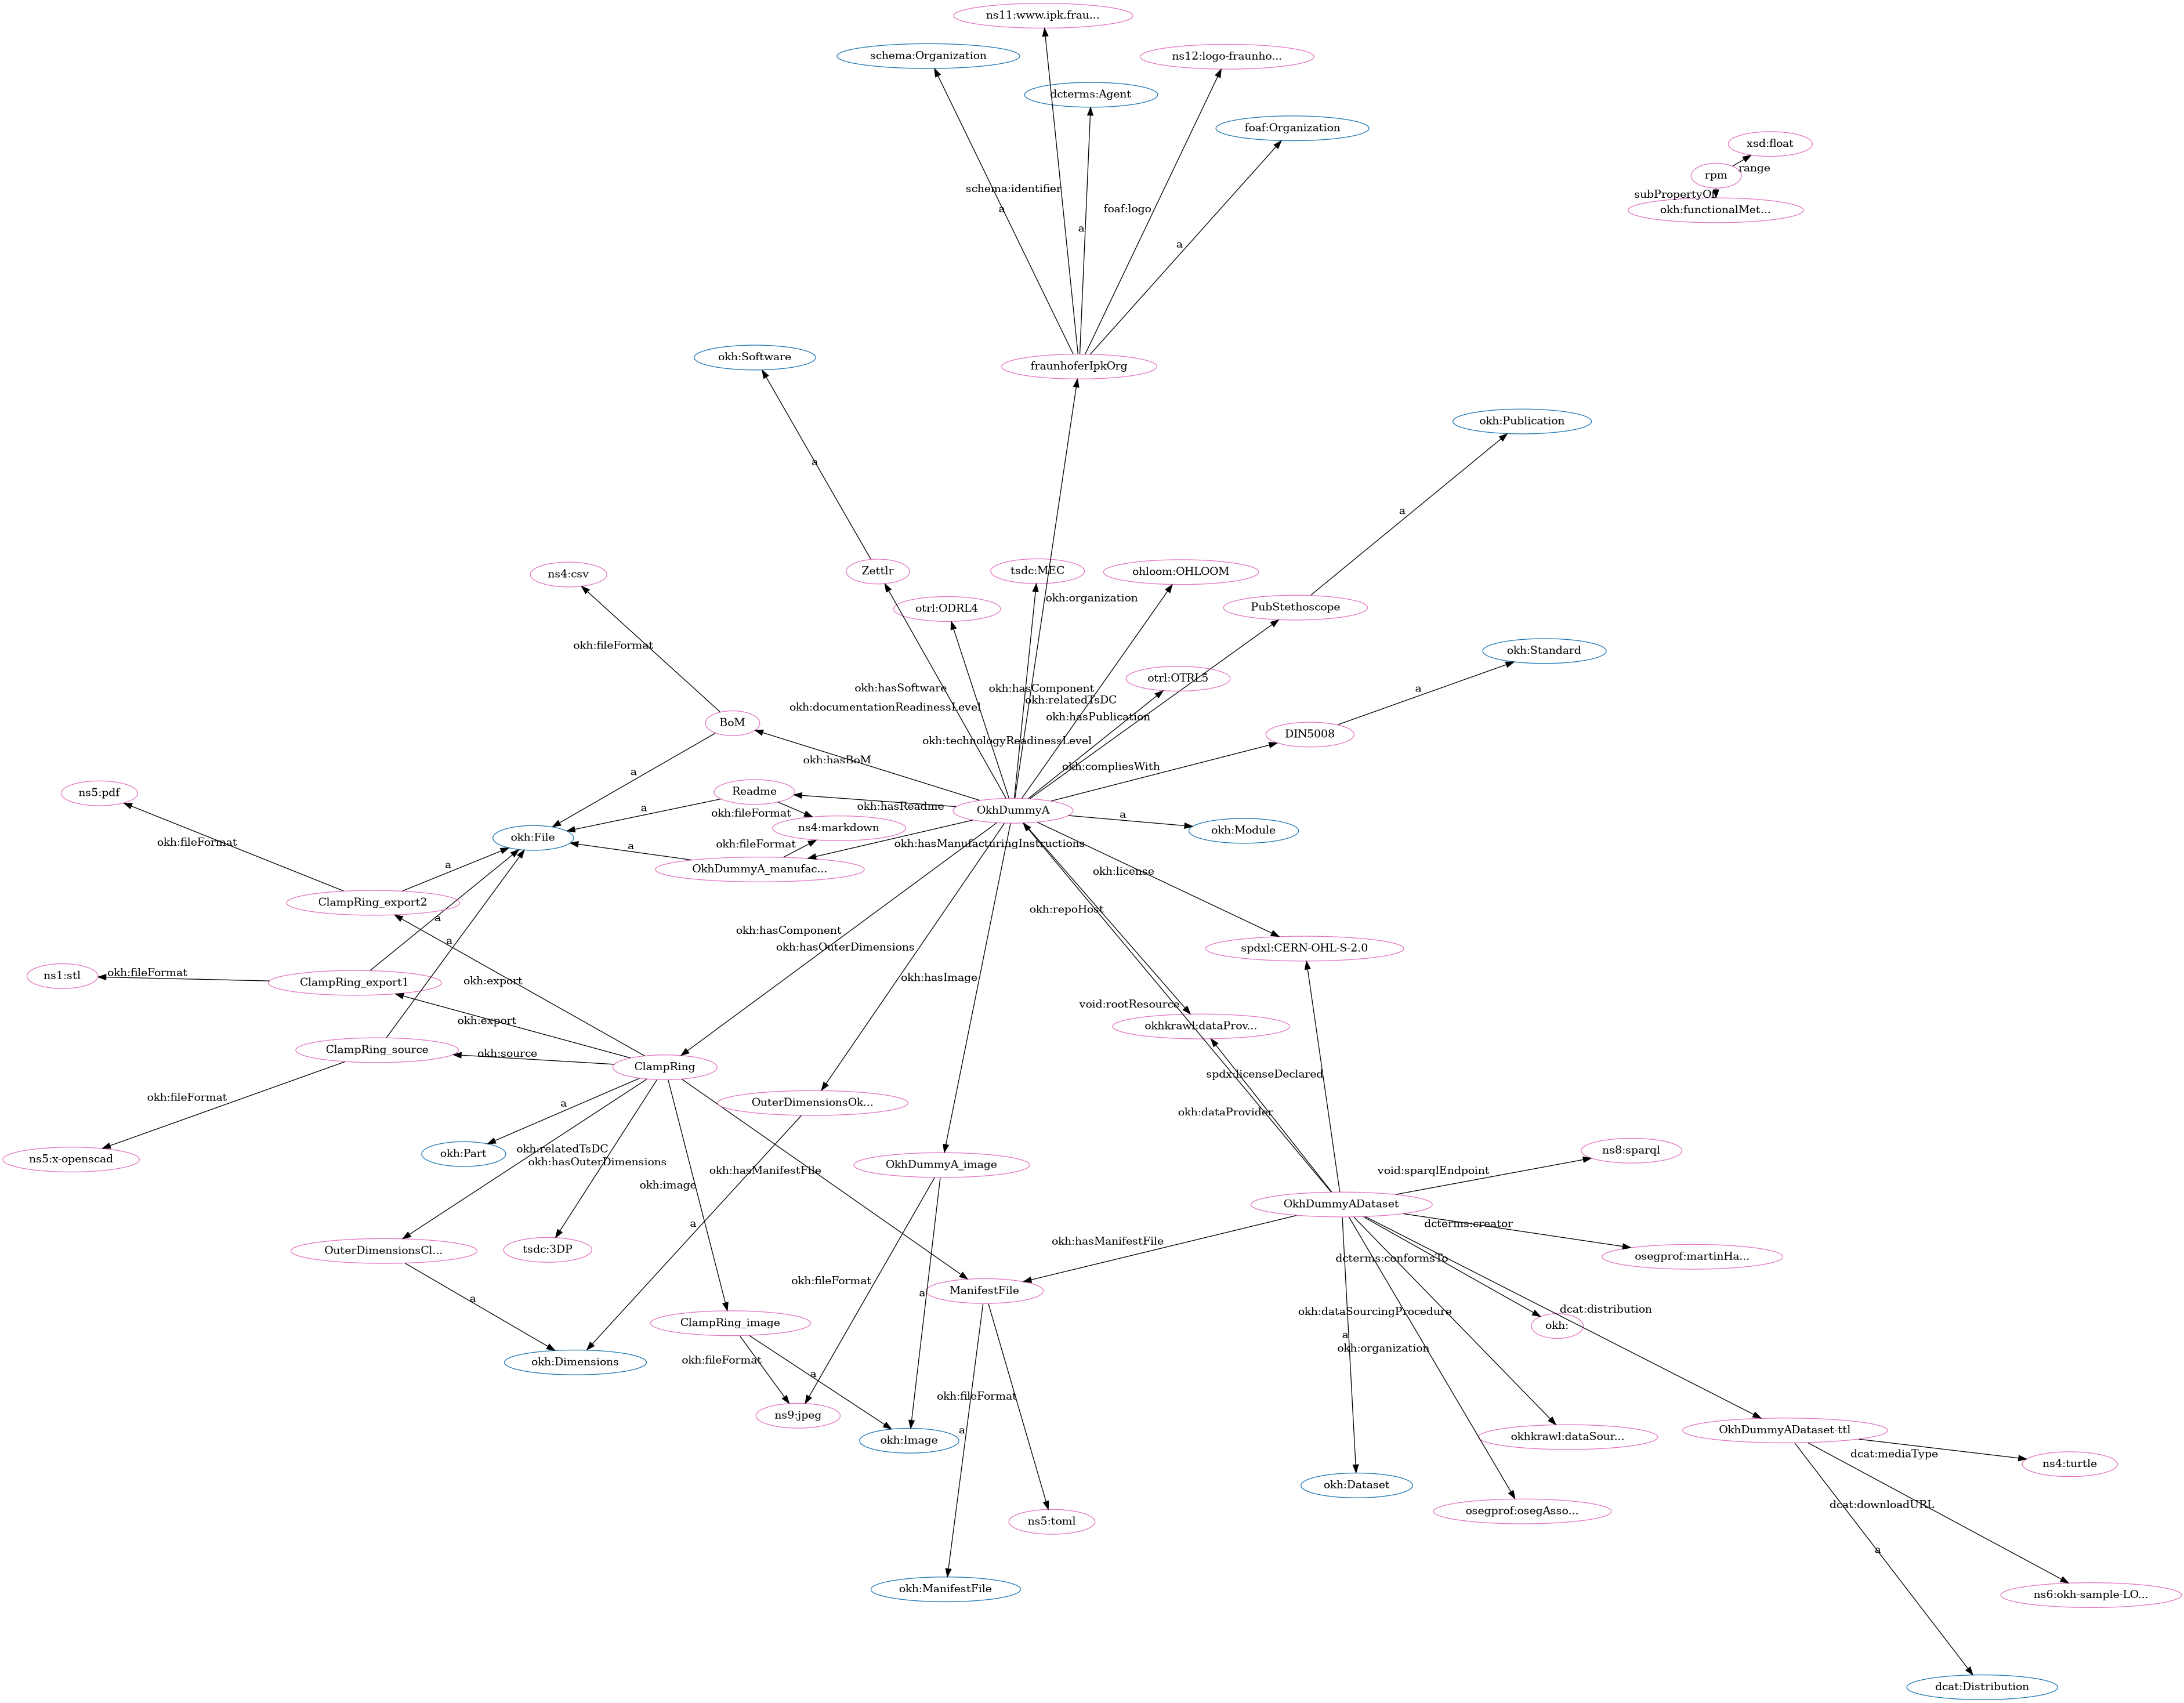 ns11:www.ipk.frau...
schema:Organization
ns12:logo-fraunho...
dcterms:Agent
foaf:Organization
xsd:float
range
rpm
subPropertyOf
okh:functionalMet...
schema:identifier
a
foaf:logo
a
a
okh:Software
fraunhoferIpkOrg
okh:Publication
a
a
ns4:csv
Zettlr
tsdc:MEC
ohloom:OHLOOM
okh:organization
otrl:ODRL4
PubStethoscope
okh:fileFormat
okh:Standard
okh:hasSoftware
okh:hasComponent
otrl:OTRL5
a
okh:documentationReadinessLevel
okh:relatedTsDC
okh:hasPublication
BoM
okh:technologyReadinessLevel
DIN5008
okh:hasBoM
okh:compliesWith
a
ns5:pdf
Readme
okh:hasReadme
a
okh:fileFormat
OkhDummyA
a
ns4:markdown
okh:Module
okh:File
okh:fileFormat
a
okh:fileFormat
okh:hasManufacturingInstructions
a
OkhDummyA_manufac...
okh:license
ClampRing_export2
a
okh:repoHost
okh:hasComponent
a
okh:hasOuterDimensions
spdxl:CERN-OHL-S-2.0
ns1:stl
okh:fileFormat
ClampRing_export1
okh:export
okh:hasImage
okh:export
void:rootResource
okhkrawl:dataProv...
ClampRing_source
okh:source
ClampRing
spdx:licenseDeclared
okh:fileFormat
a
OuterDimensionsOk...
okh:dataProvider
ns5:x-openscad
okh:Part
okh:relatedTsDC
okh:hasOuterDimensions
okh:hasManifestFile
okh:image
OkhDummyA_image
void:sparqlEndpoint
ns8:sparql
OkhDummyADataset
a
dcterms:creator
OuterDimensionsCl...
tsdc:3DP
okh:hasManifestFile
dcterms:conformsTo
osegprof:martinHa...
okh:fileFormat
ManifestFile
a
a
okh:dataSourcingProcedure
dcat:distribution
ClampRing_image
a
okh:
okh:organization
okh:Dimensions
okh:fileFormat
a
okh:fileFormat
ns9:jpeg
okh:Image
a
okhkrawl:dataSour...
OkhDummyADataset-ttl
dcat:mediaType
ns4:turtle
okh:Dataset
dcat:downloadURL
osegprof:osegAsso...
ns5:toml
a
okh:ManifestFile
ns6:okh-sample-LO...
dcat:Distribution